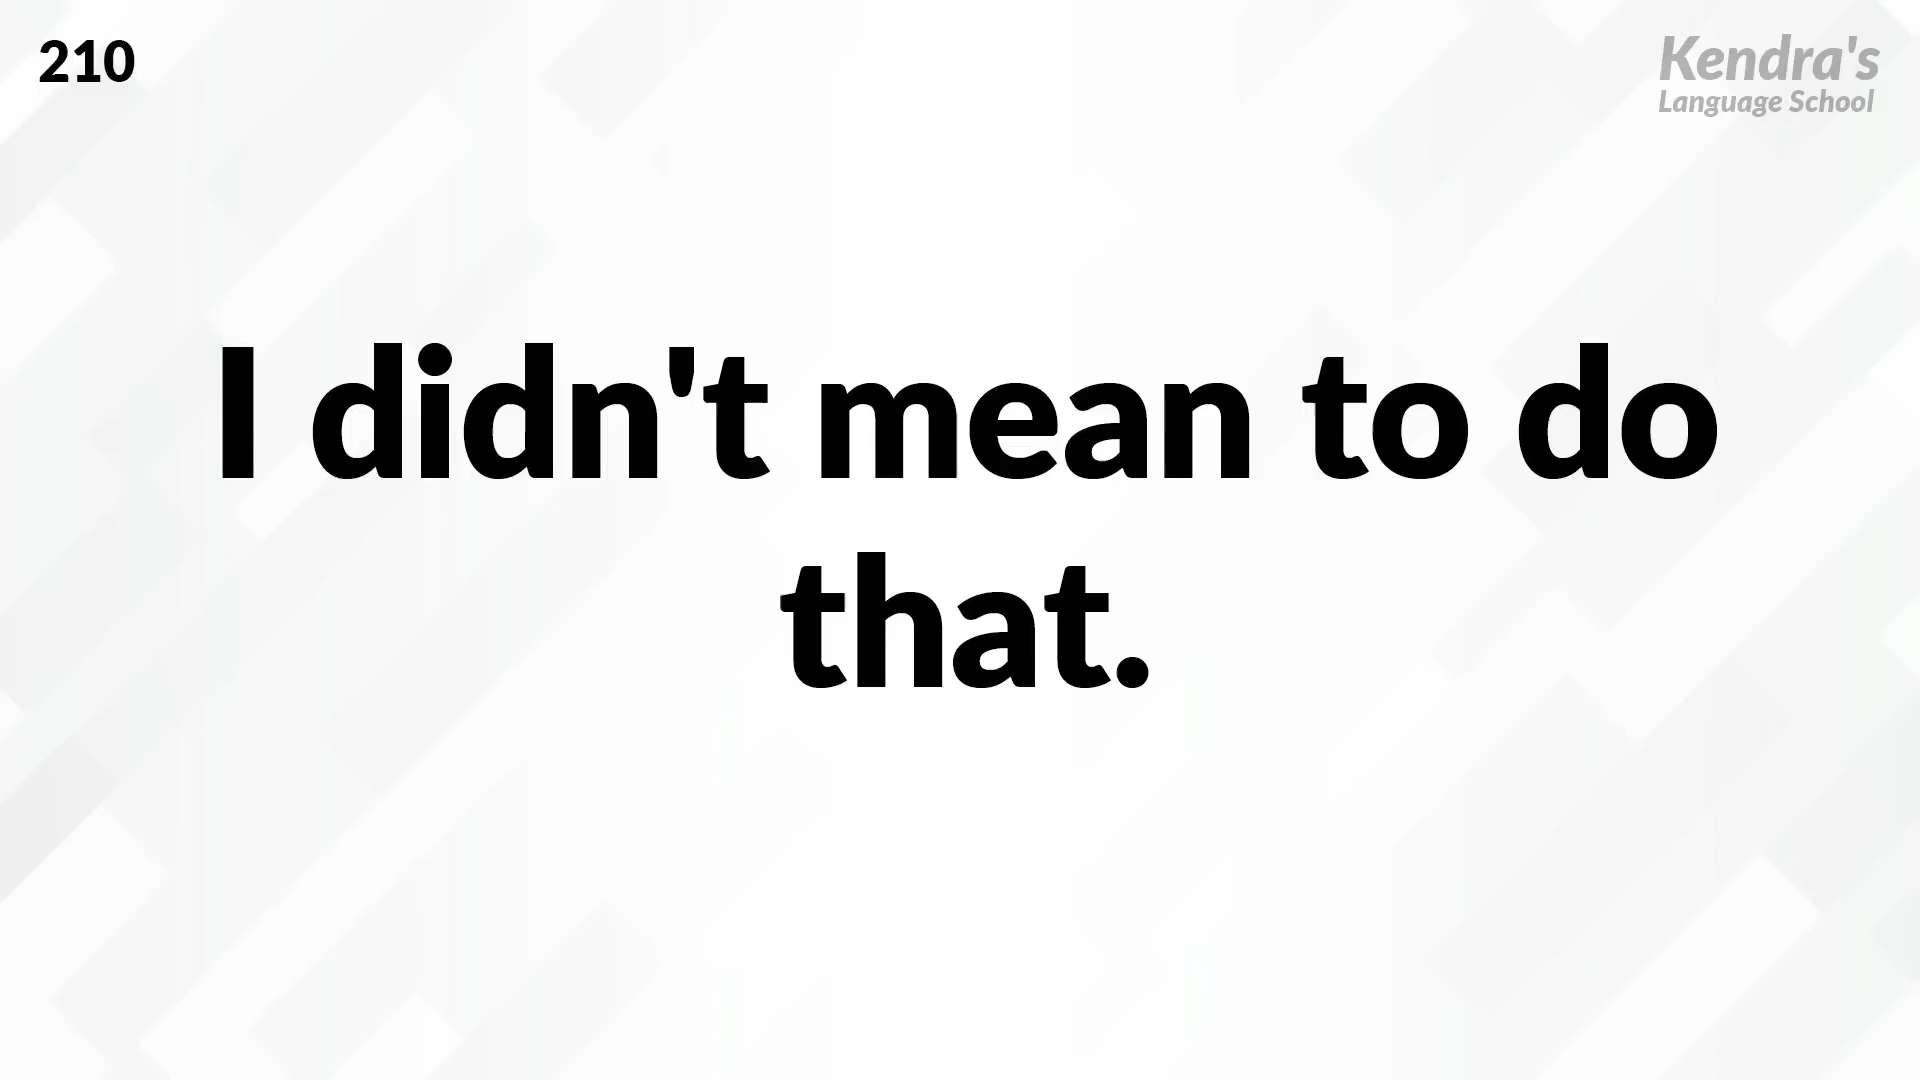 210
Kendra's
Language School
I didn't mean to do
that.